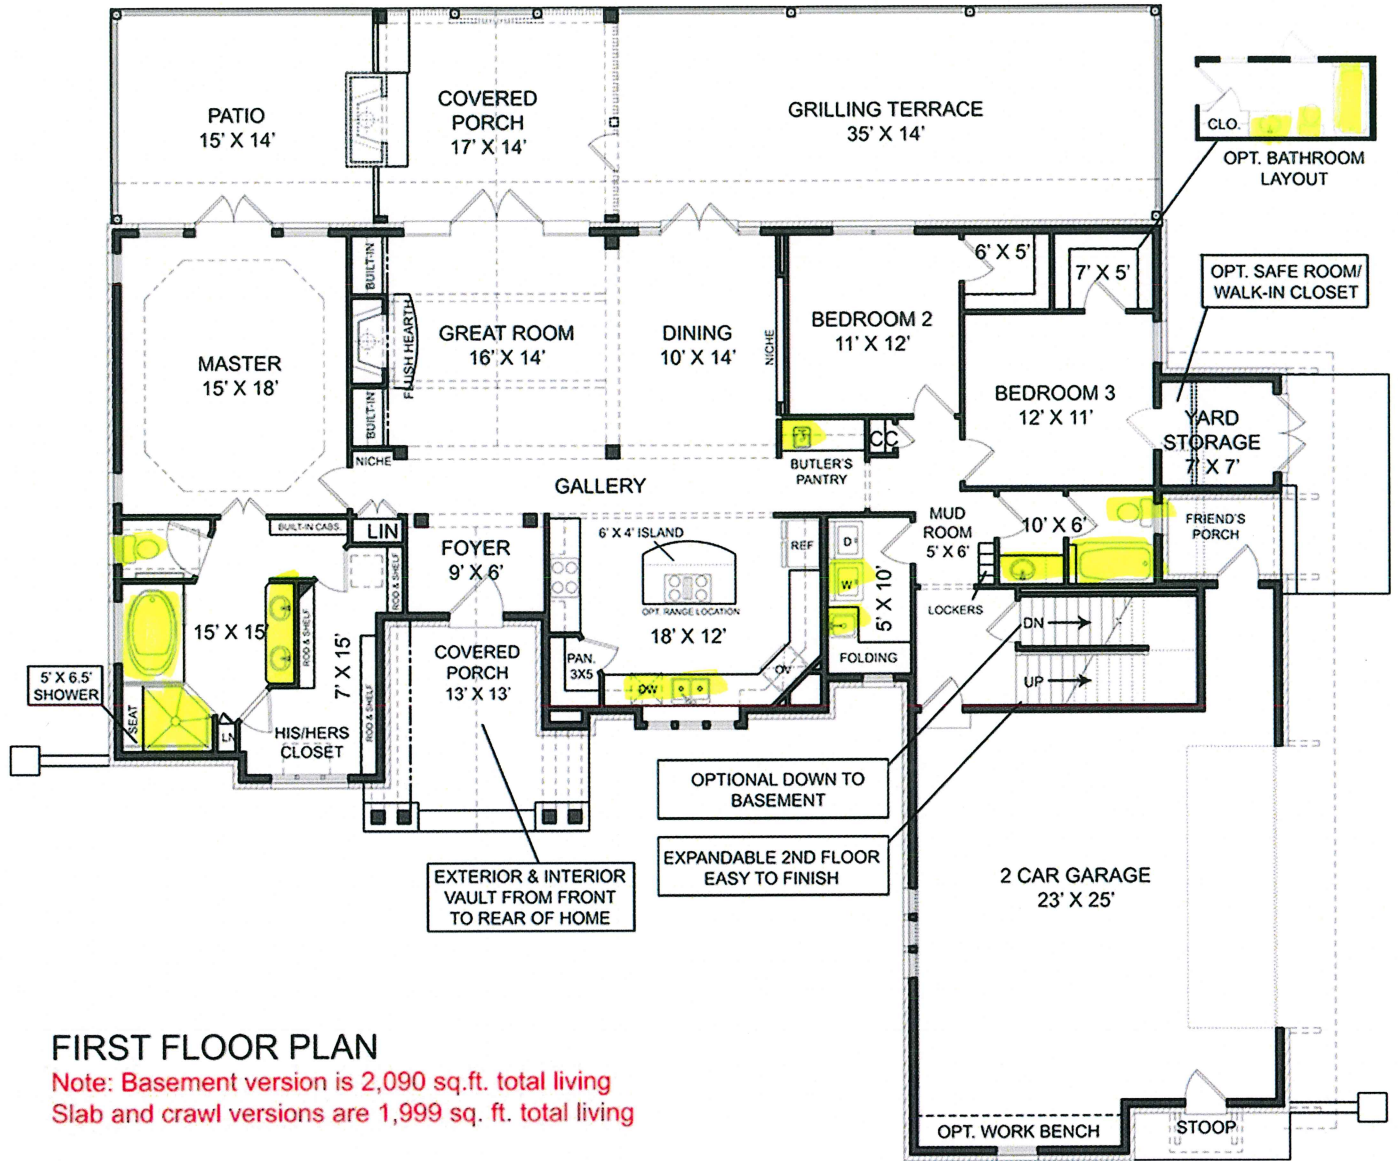 PATIO
15' X 14'
COVERED
PORCH
17' X 14'
GRILLING TERRACE
35' X 14'
CLO.
OPT. BATHROOM
LAYOUT
BUILT-IN
6' X 5'
7' X 5'
OPT. SAFE ROOM/
WALK-IN CLOSET
MASTER
15' X 18'
FLUSH HEARTH
GREAT ROOM
16' X 14'
DINING
10' X 14'
NICHE
BEDROOM 2
11' X 12'
BEDROOM 3
12' X 11'
YARD
STORAGE
7' X 7'
BUILT-IN
NICHE
CC
BUTLER'S
PANTRY
GALLERY
BUILT-IN CABS.
LIN
FOYER
9' X 6'
6' X 4' ISLAND
REF
D
W
5' X 10'
MUD
ROOM
5' X 6'
10' X 6'
FRIEND'S
PORCH
OPT. RANGE LOCATION
18' X 12'
LOCKERS
ROD & SHELF
ROD & SHELF
15' X 15'
7' X 15'
ROD & SHELF
COVERED
PORCH
13' X 13'
PAN.
3X5
DW
OV
FOLDING
DN
UP
5' X 6.5'
SHOWER
SEAT
LN
HIS/HERS
CLOSET
OPTIONAL DOWN TO
BASEMENT
EXPANDABLE 2ND FLOOR
EASY TO FINISH
EXTERIOR & INTERIOR
VAULT FROM FRONT
TO REAR OF HOME
2 CAR GARAGE
23' X 25'
OPT. WORK BENCH
STOOP
FIRST FLOOR PLAN
Note: Basement version is 2,090 sq.ft. total living
Slab and crawl versions are 1,999 sq. ft. total living